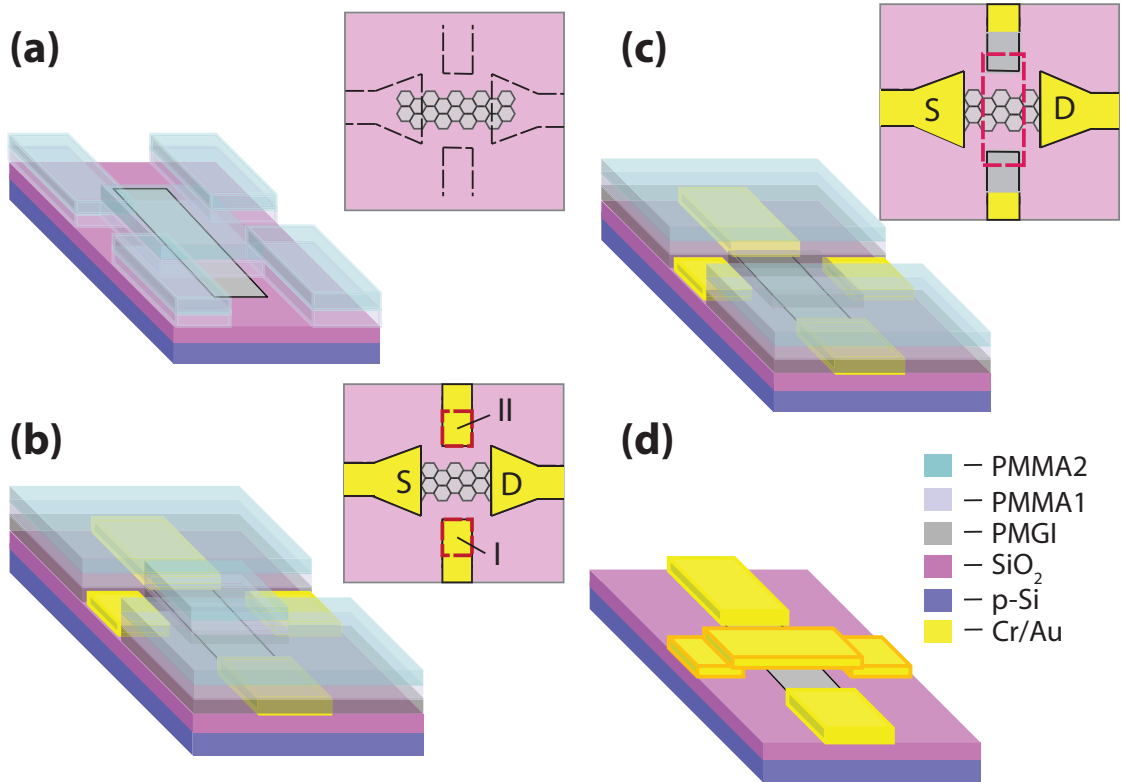 (a)
(c)
S
D
(b)
II
S
D
I
(d)
– PMMA2
– PMMA1
– PMGI
– SiO₂
– p-Si
– Cr/Au